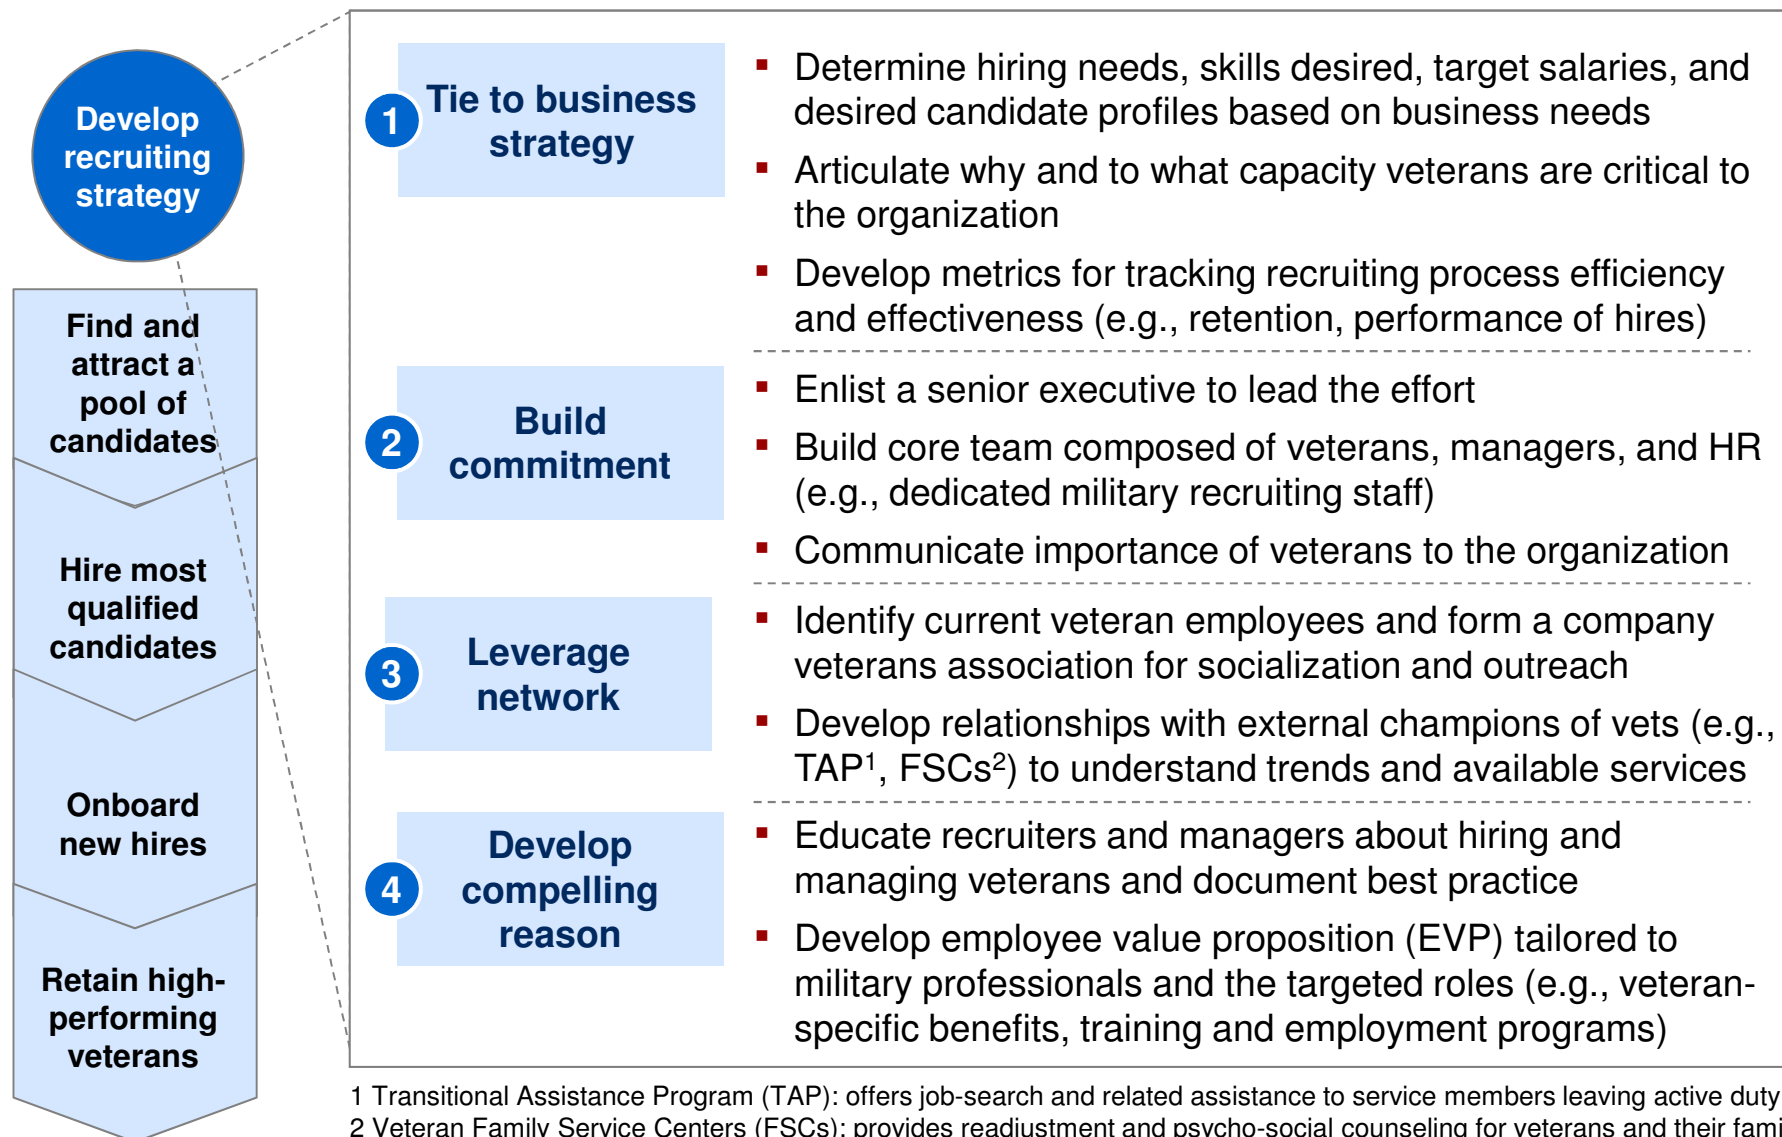 Develop
recruiting
strategy
Find and
attract a
pool of
candidates
Hire most
qualified
candidates
Onboard
new hires
Retain high-
performing
veterans
1
Tie to business
strategy
▪ Determine hiring needs, skills desired, target salaries, and
desired candidate profiles based on business needs
▪ Articulate why and to what capacity veterans are critical to
the organization
▪ Develop metrics for tracking recruiting process efficiency
and effectiveness (e.g., retention, performance of hires)
2
Build
commitment
▪ Enlist a senior executive to lead the effort
▪ Build core team composed of veterans, managers, and HR
(e.g., dedicated military recruiting staff)
▪ Communicate importance of veterans to the organization
3
Leverage
network
▪ Identify current veteran employees and form a company
veterans association for socialization and outreach
▪ Develop relationships with external champions of vets (e.g.,
TAP¹, FSCs²) to understand trends and available services
4
Develop
compelling
reason
▪ Educate recruiters and managers about hiring and
managing veterans and document best practice
▪ Develop employee value proposition (EVP) tailored to
military professionals and the targeted roles (e.g., veteran-
specific benefits, training and employment programs)
1 Transitional Assistance Program (TAP): offers job-search and related assistance to service members leaving active duty
2 Veteran Family Service Centers (FSCs): provides readjustment and psycho-social counseling for veterans and their